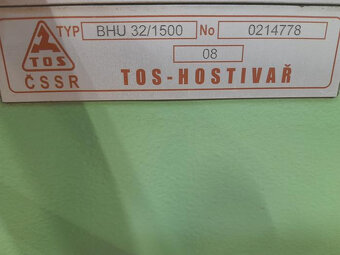 TYP BHU 32/1500 No 0214778
TOS 08
ČSSR TOS-HOSTIVAŘ